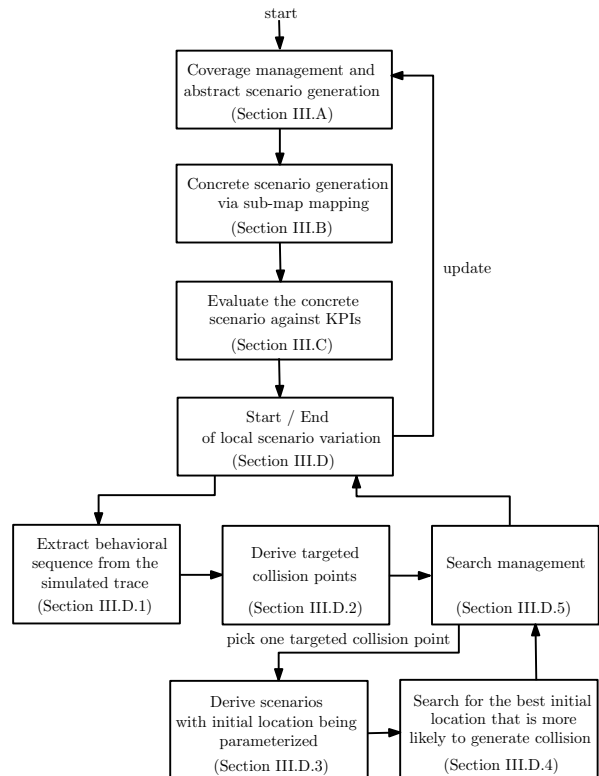 start
Coverage management and
abstract scenario generation
(Section III.A)
Concrete scenario generation
via sub-map mapping
(Section III.B)
update
Evaluate the concrete
scenario against KPIs
(Section III.C)
Start / End
of local scenario variation
(Section III.D)
Extract behavioral
sequence from the
simulated trace
(Section III.D.1)
Derive targeted
collision points
(Section III.D.2)
Search management
(Section III.D.5)
pick one targeted collision point
Derive scenarios
with initial location being
parameterized
(Section III.D.3)
Search for the best initial
location that is more
likely to generate collision
(Section III.D.4)